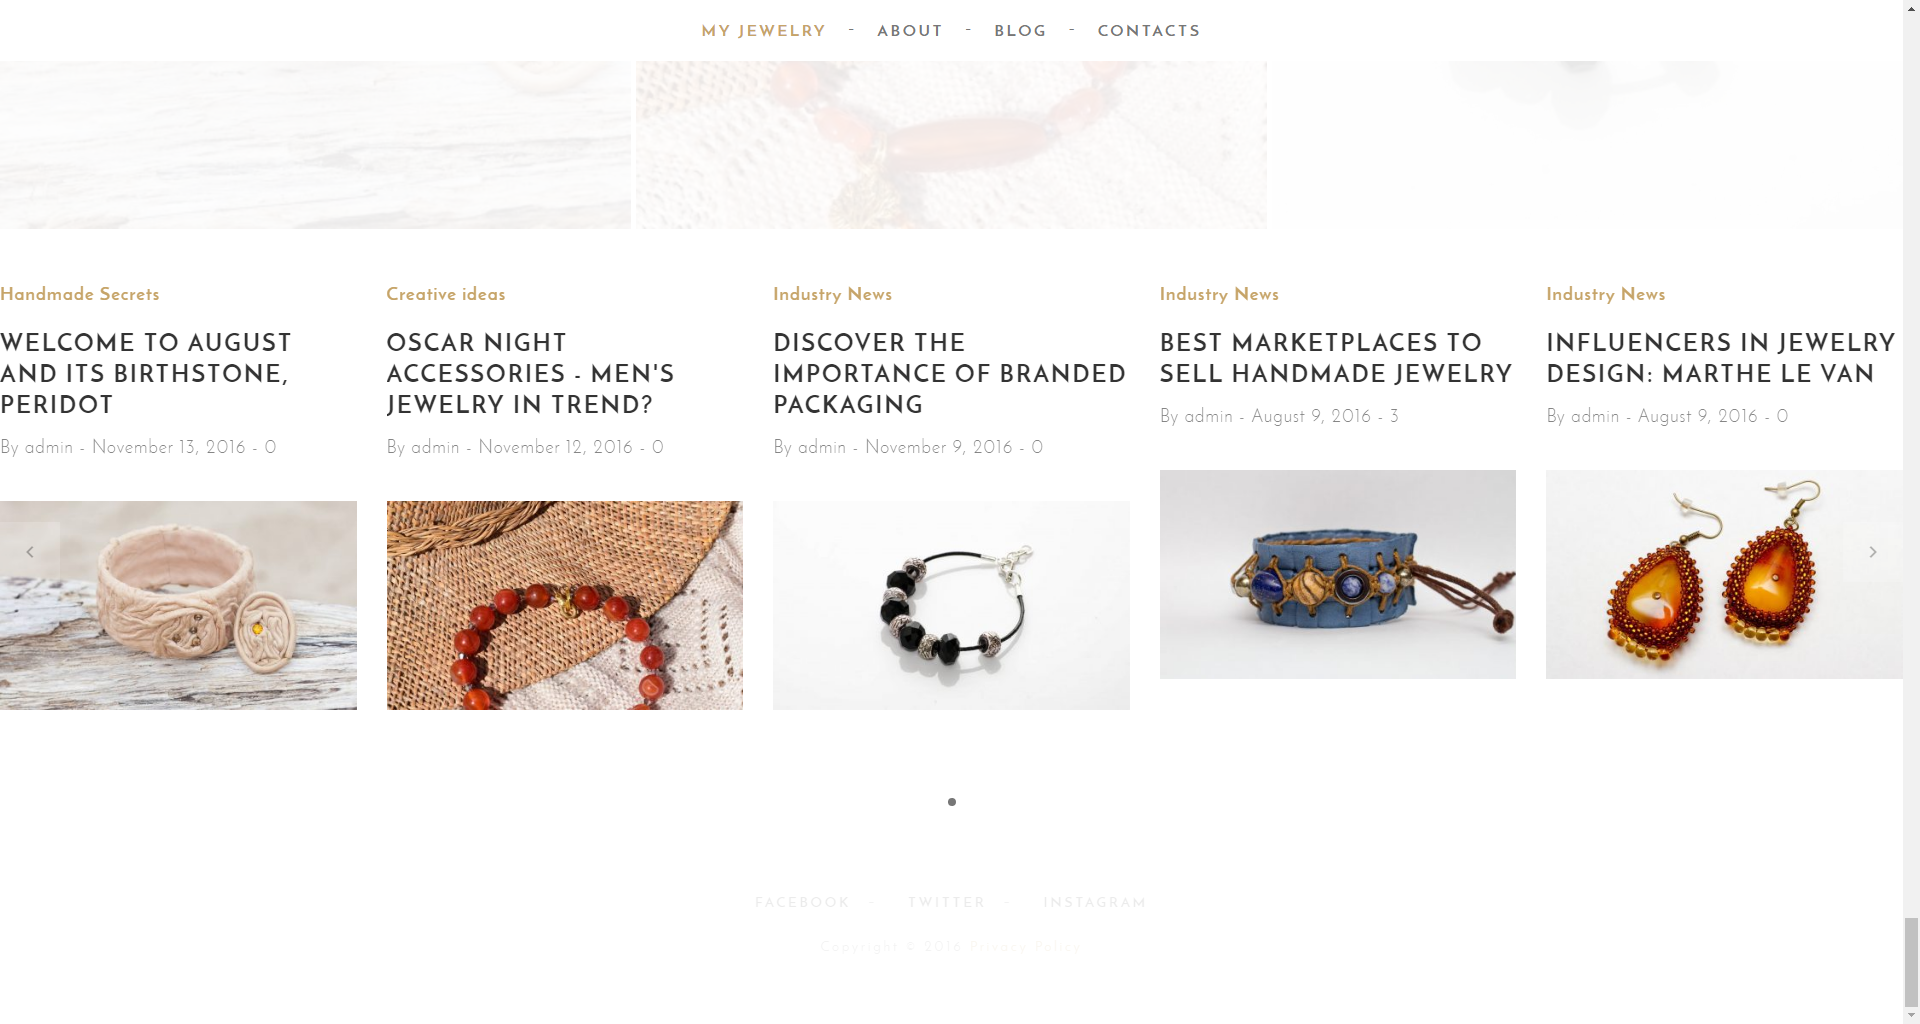 MY JEWELRY - ABOUT - BLOG - CONTACTS
Handmade Secrets
WELCOME TO AUGUST
AND ITS BIRTHSTONE,
PERIDOT
By admin - November 13, 2016 - 0
Creative ideas
OSCAR NIGHT
ACCESSORIES - MEN'S
JEWELRY IN TREND?
By admin - November 12, 2016 - 0
Industry News
DISCOVER THE
IMPORTANCE OF BRANDED
PACKAGING
By admin - November 9, 2016 - 0
Industry News
BEST MARKETPLACES TO
SELL HANDMADE JEWELRY
By admin - August 9, 2016 - 3
Industry News
INFLUENCERS IN JEWELRY
DESIGN: MARTHE LE VAN
By admin - August 9, 2016 - 0
FACEBOOK - TWITTER - INSTAGRAM
Copyright © 2016 Privacy Policy